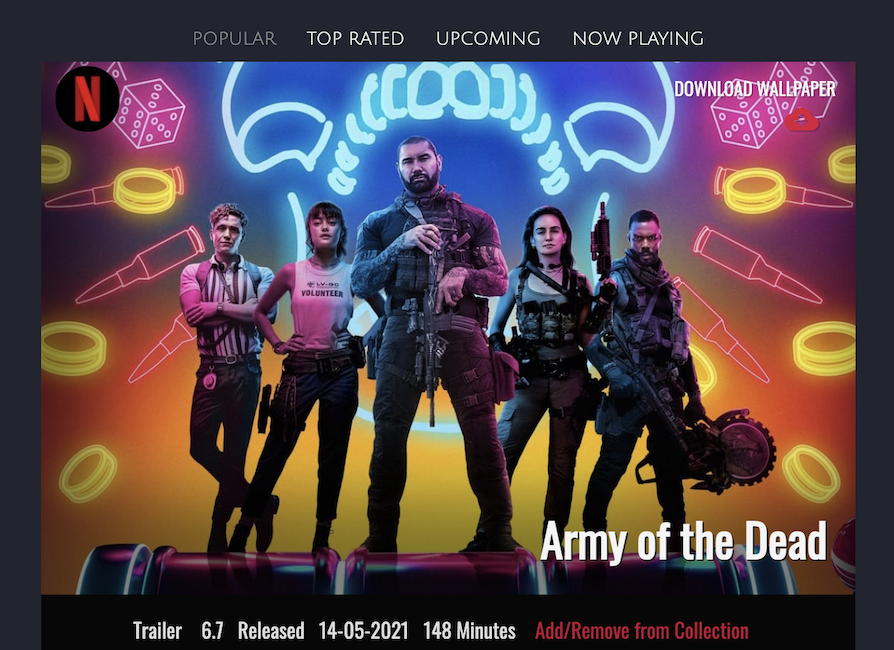 POPULAR TOP RATED UPCOMING NOW PLAYING
N
DOWNLOAD WALLPAPER
LV-BC
VOLUNTEER
Army of the Dead
Trailer 6.7 Released 14-05-2021 148 Minutes Add/Remove from Collection